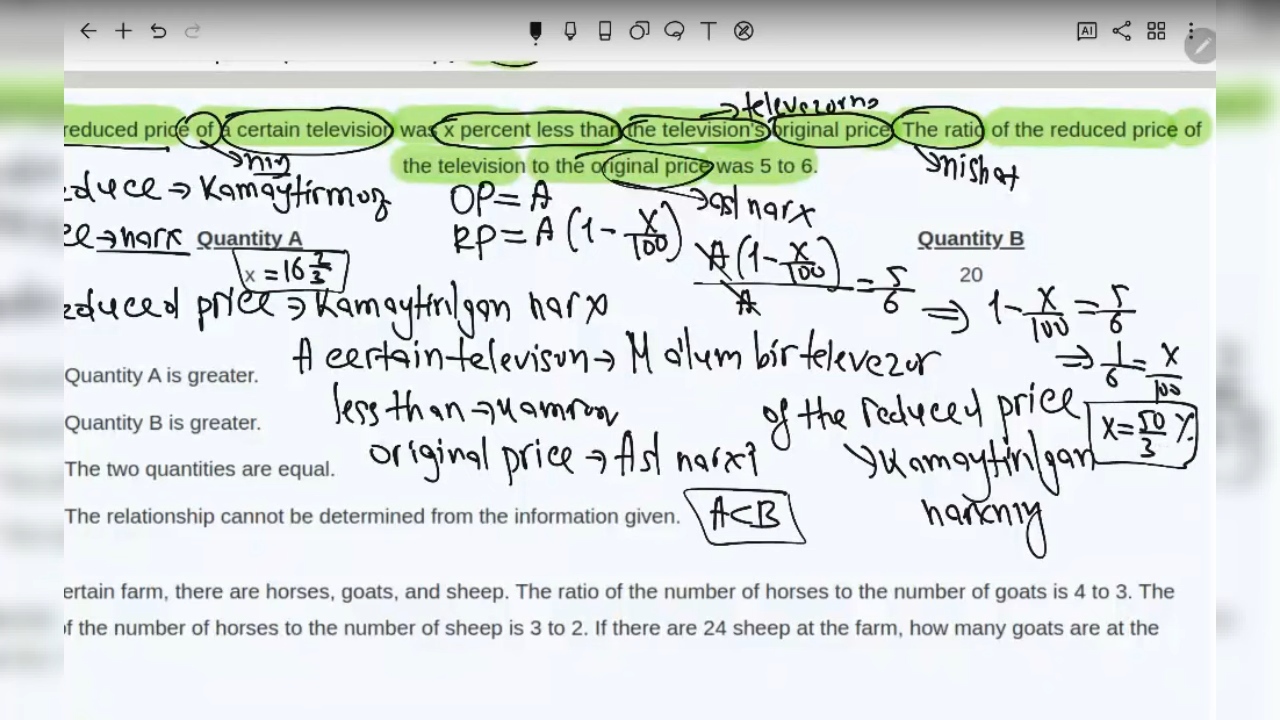 AI
reduced price of a certain television was x percent less than the television's original price. The ratio of the reduced price of
the television to the original price was 5 to 6.
→televezorno
→nin
→nishat
→asl narx
educe → Kamaytirmoq
→narx
OP = A
RP = A (1 - x/100)
Quantity A
x = 16 2/3
Quantity B
20
A(1 - x/100) / A = 5/6 ⇒ 1 - x/100 = 5/6
⇒ 1/6 = x/100
x = 50/3 %
educed price → Kamaytirilgan narx
A certain televison → Ma'lum bir televezor
less than →
original price → Asl narx
of the reduced price
→ Kamaytirilgan
Quantity A is greater.
Quantity B is greater.
The two quantities are equal.
The relationship cannot be determined from the information given.
A<B
ertain farm, there are horses, goats, and sheep. The ratio of the number of horses to the number of goats is 4 to 3. The
of the number of horses to the number of sheep is 3 to 2. If there are 24 sheep at the farm, how many goats are at the